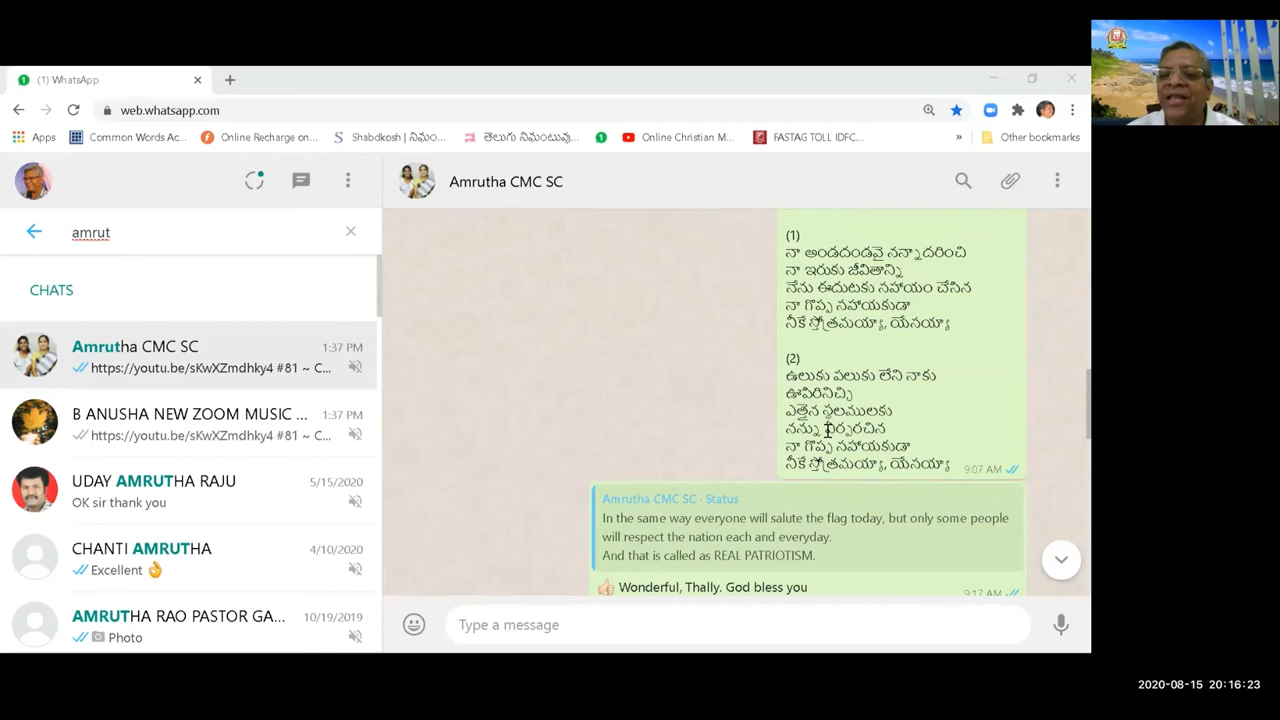 (1) WhatsApp
web.whatsapp.com
Apps Common Words Ac... Online Recharge on... Shabdkosh | నిఘం... తెలుగు నిఘంటువు... Online Christian M... FASTAG TOLL IDFC... » Other bookmarks
amrut
CHATS
Amrutha CMC SC 1:37 PM
https://youtu.be/sKwXZmdhky4 #81 ~ C...
B ANUSHA NEW ZOOM MUSIC ... 1:37 PM
https://youtu.be/sKwXZmdhky4 #81 ~ C...
UDAY AMRUTHA RAJU 5/15/2020
OK sir thank you
CHANTI AMRUTHA 4/10/2020
Excellent 👌
AMRUTHA RAO PASTOR GA... 10/19/2019
Photo
Amrutha CMC SC
(1)
నా అండదండవై నన్నాదరించి
నా ఇరుకు జీవితాన్ని
నేను ఈదుటకు సహాయం చేసిన
నా గొప్ప సహాయకుడా
నీకే స్తోత్రమయ్యా, యేసయ్యా
(2)
ఉలుకు పలుకు లేని నాకు
ఊపిరినిచ్చి
ఎత్తైన స్థలములకు
నన్ను
నా గొప్ప సహాయకుడా
నీకే స్తోత్రమయ్యా, యేసయ్యా
9:07 AM
Amrutha CMC SC · Status
In the same way everyone will salute the flag today, but only some people
will respect the nation each and everyday.
And that is called as REAL PATRIOTISM.
👍 Wonderful, Thally. God bless you
9:17 AM
Type a message
2020-08-15 20:16:23